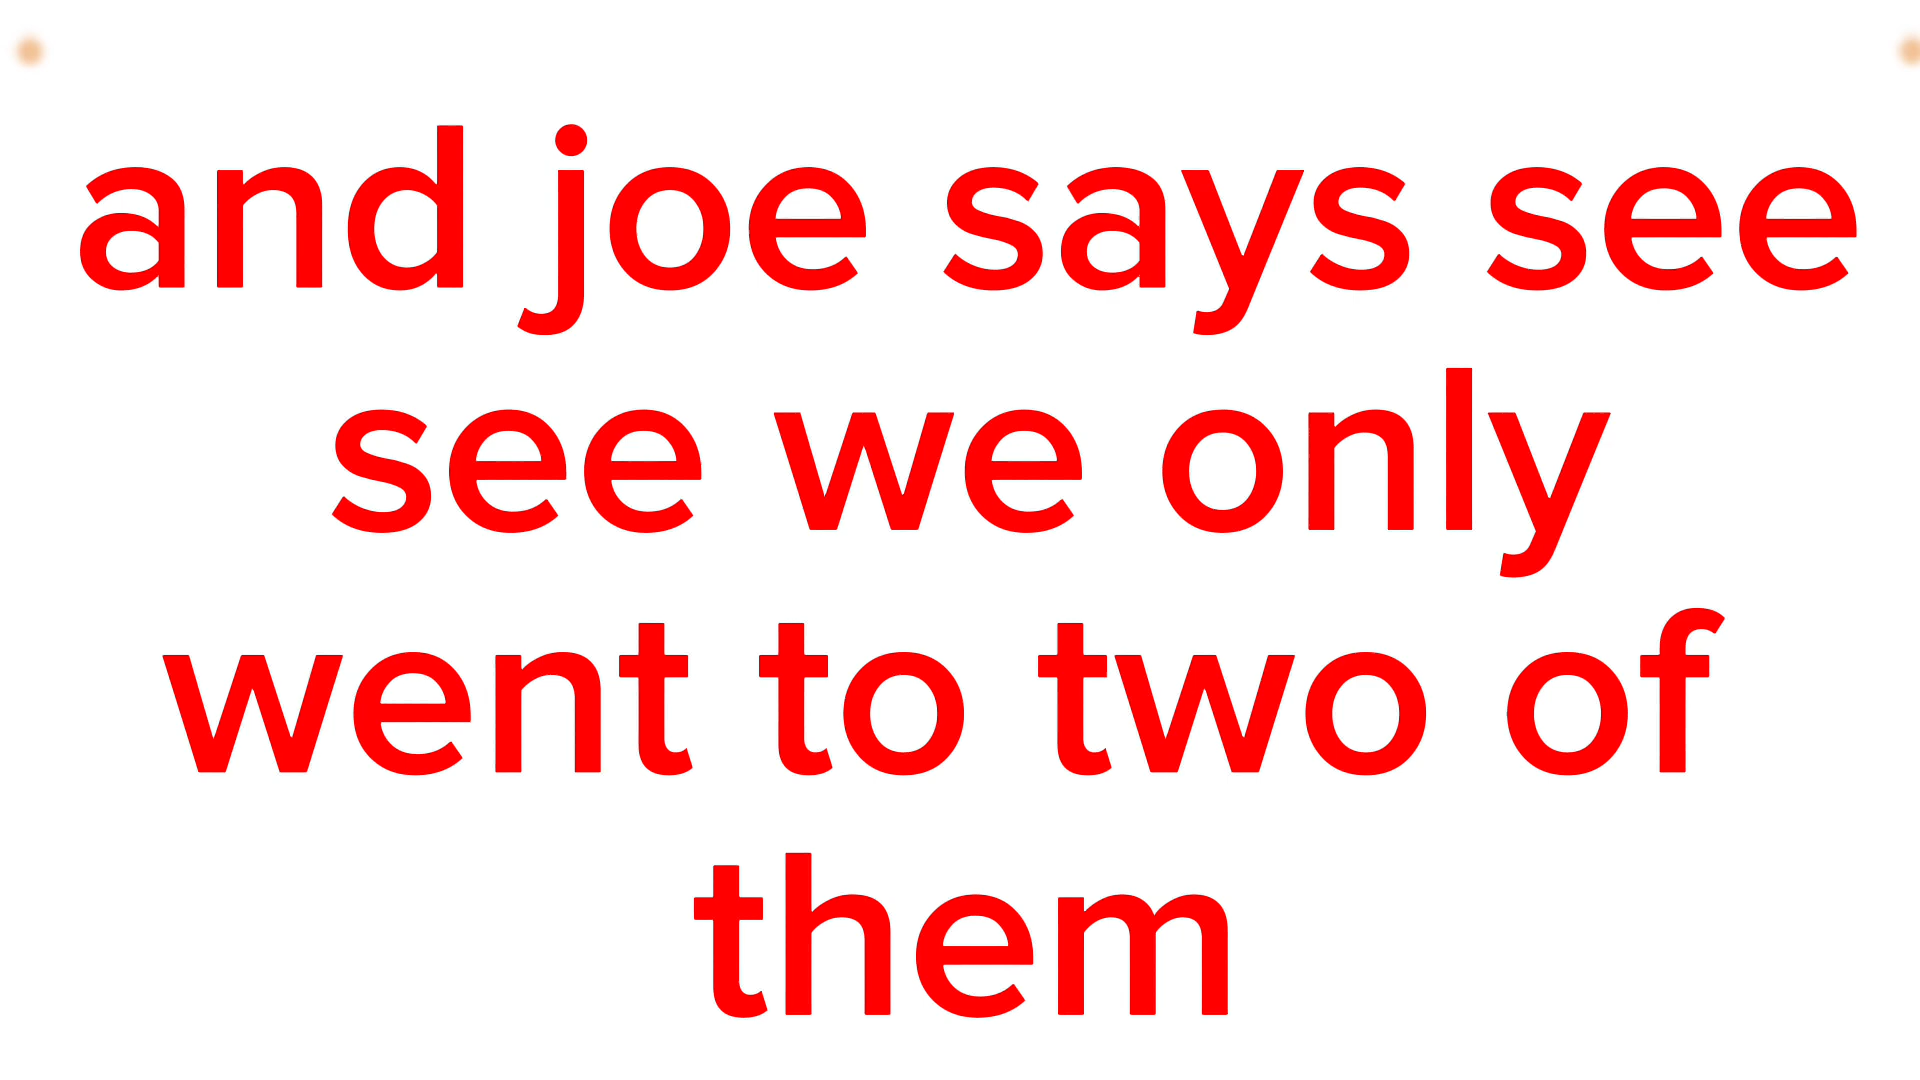 and joe says see
see we only
went to two of
them